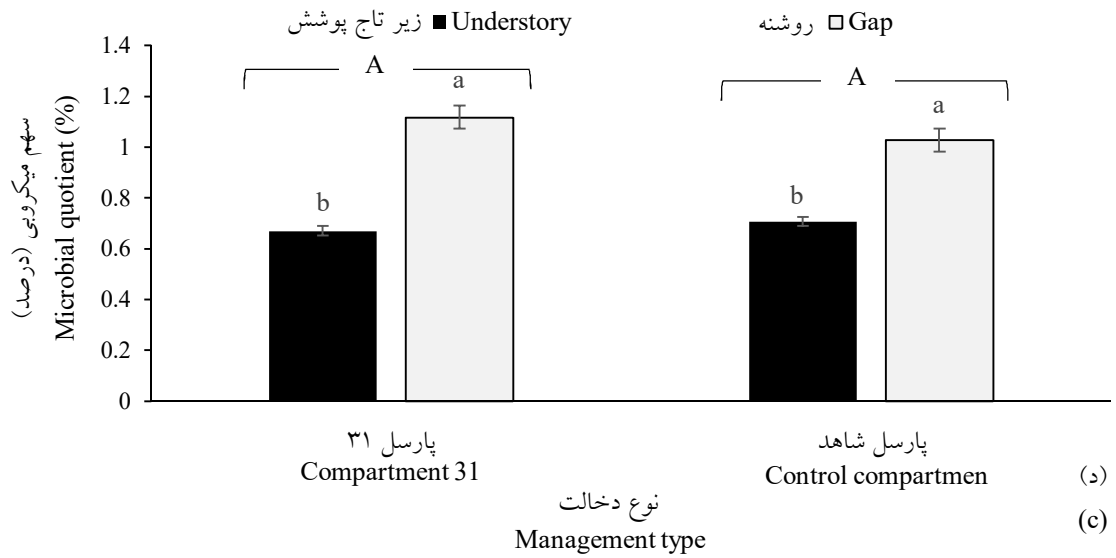 زیر تاج پوشش Understory روشنه Gap
1.4
1.2
1
0.8
0.6
0.4
0.2
0
سهم میکروبی (درصد)
Microbial quotient (%)
A
b
a
A
b
a
پارسل ۳۱
Compartment 31
پارسل شاهد
Control compartmen
نوع دخالت
Management type
(د)
(c)